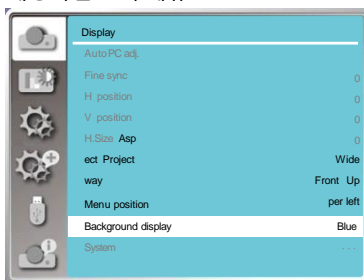 Display
Auto PC adj.
Fine sync 0
H position 0
V position 0
H.Size Asp 0
ect Project Wide
way Front Up
Menu position per left
Background display Blue
System ...